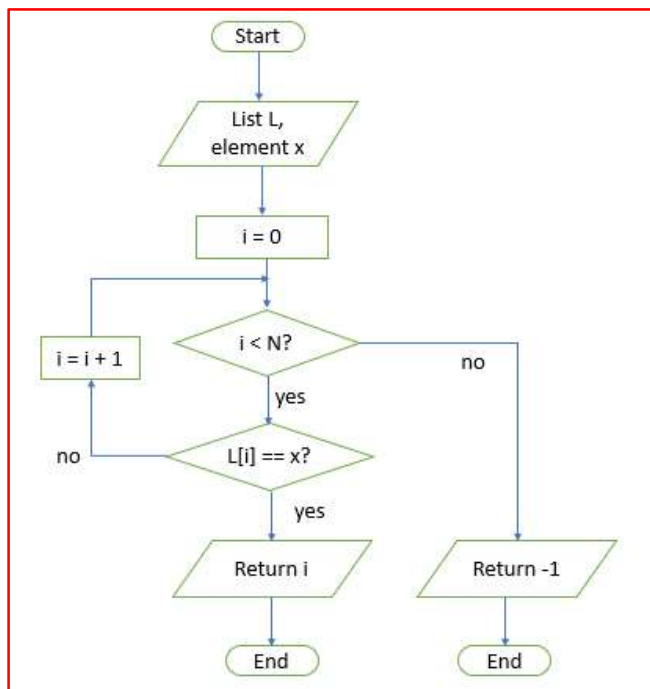 Start
List L,
element x
i = 0
i < N?
i = i + 1
no
yes
L[i] == x?
no
yes
Return i
Return -1
End
End